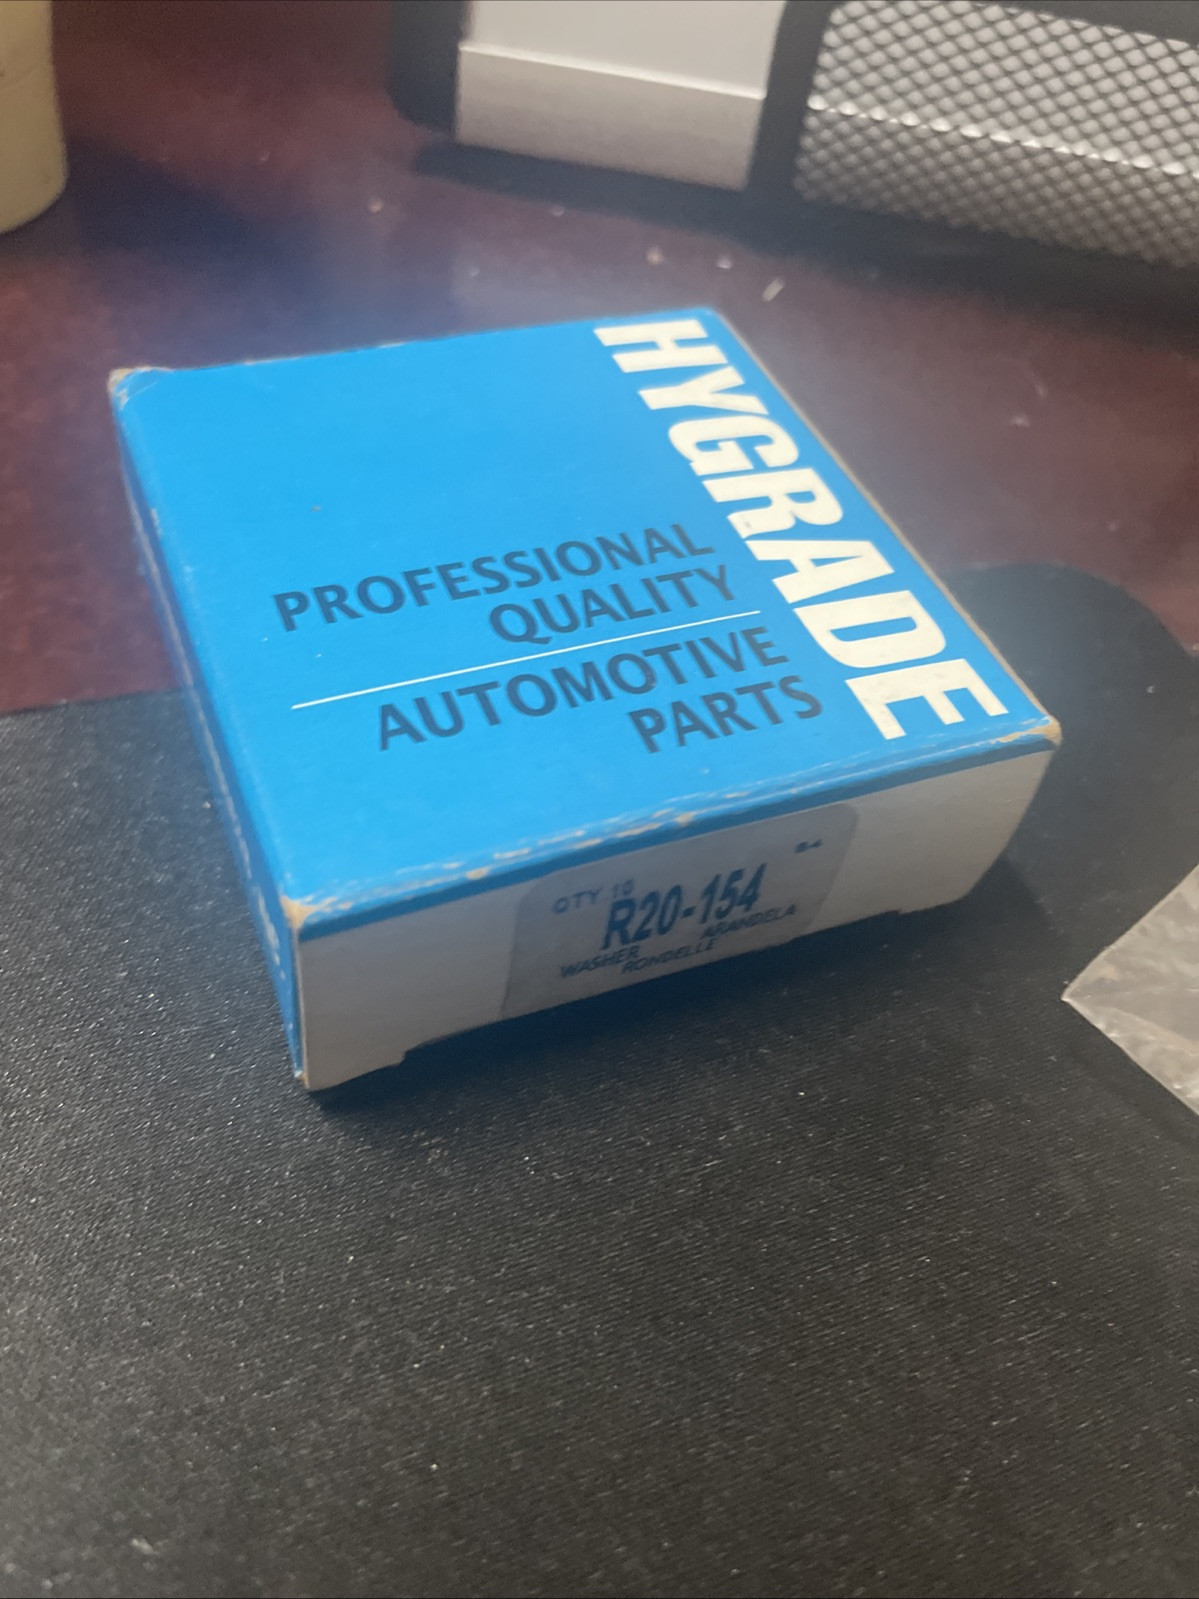 HYGRADE
PROFESSIONAL
QUALITY
AUTOMOTIVE
PARTS
QTY 10
R20-154
WASHER ARANDELA
RONDELLE